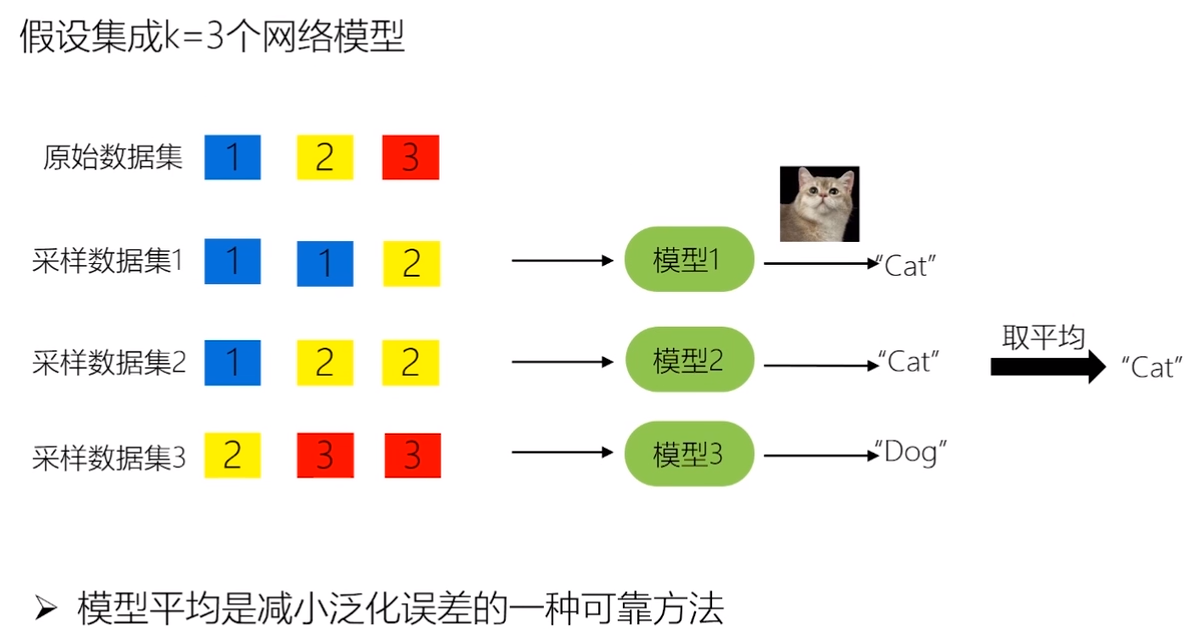 假设集成k=3个网络模型
原始数据集 1 2 3
采样数据集1 1 1 2 模型1 “Cat”
采样数据集2 1 2 2 模型2 “Cat” 取平均 “Cat”
采样数据集3 2 3 3 模型3 “Dog”
➢ 模型平均是减小泛化误差的一种可靠方法